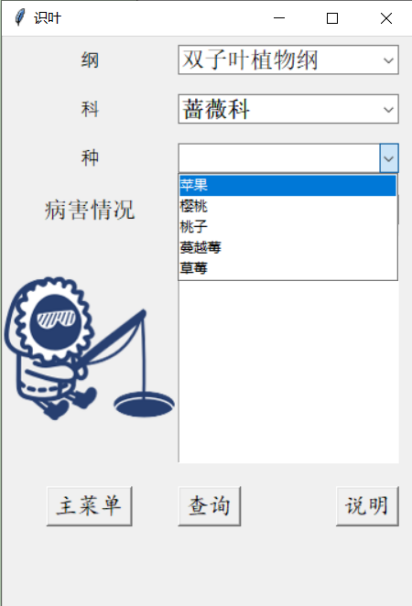 识叶
纲 双子叶植物纲
科 蔷薇科
种
苹果
樱桃
病害情况
桃子
蔓越莓
草莓
主菜单 查询 说明